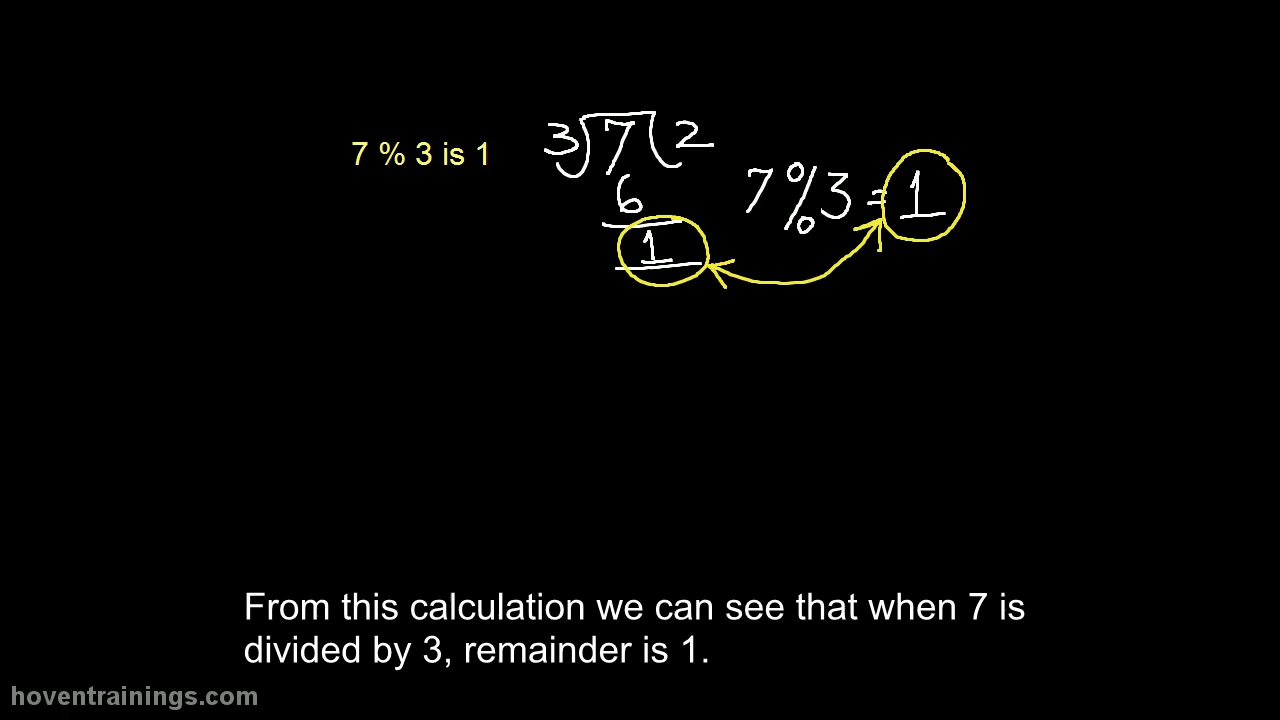 7 % 3 is 1
3 7 2
6
1
7 % 3 = 1
From this calculation we can see that when 7 is
divided by 3, remainder is 1.
hoventrainings.com